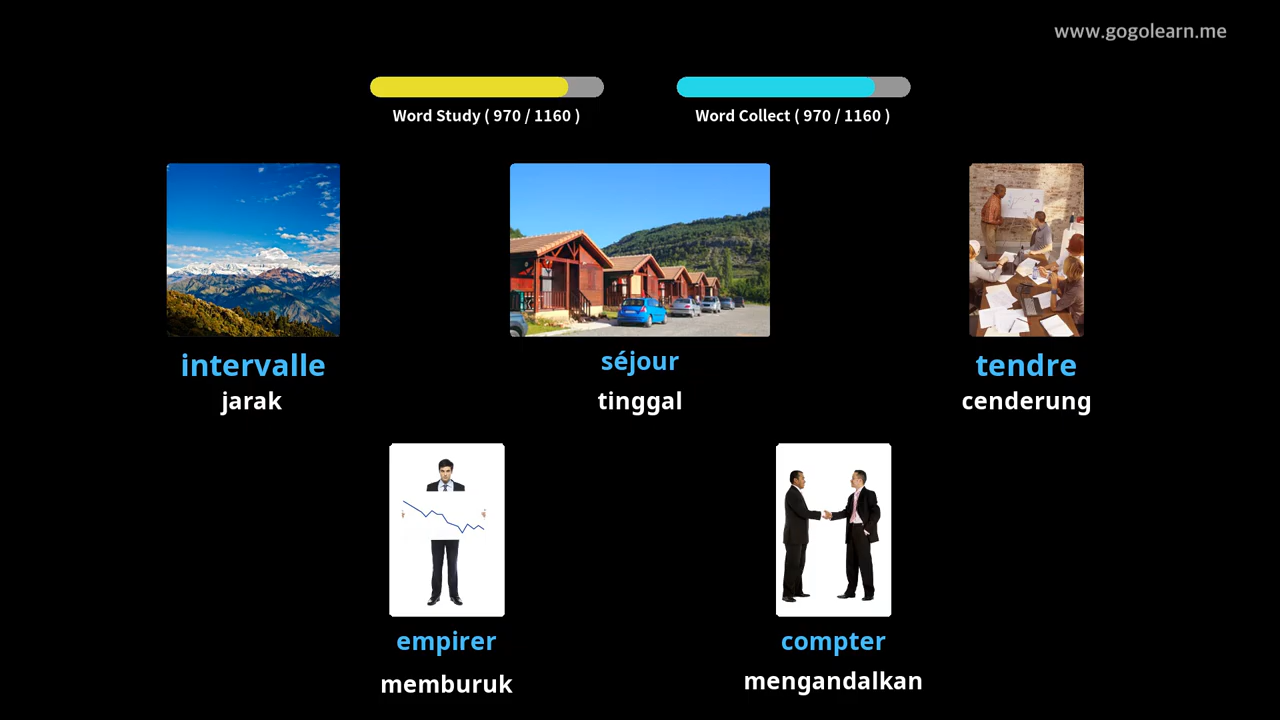 www.gogolearn.me
Word Study ( 970 / 1160 )
Word Collect ( 970 / 1160 )
intervalle
jarak
séjour
tinggal
tendre
cenderung
empirer
memburuk
compter
mengandalkan